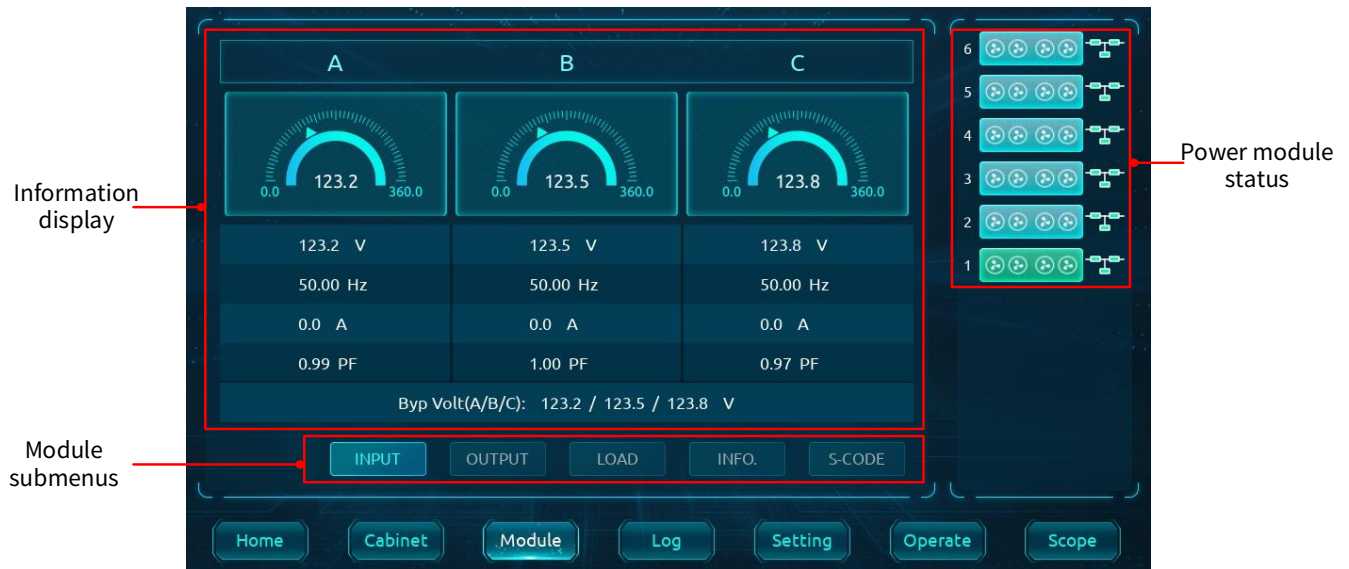 A B C
123.2
0.0 360.0
123.5
0.0 360.0
123.8
0.0 360.0
123.2 V 123.5 V 123.8 V
50.00 Hz 50.00 Hz 50.00 Hz
0.0 A 0.0 A 0.0 A
0.99 PF 1.00 PF 0.97 PF
Byp Volt(A/B/C): 123.2 / 123.5 / 123.8 V
INPUT OUTPUT LOAD INFO. S-CODE
6
5
4
3
2
1
Information
display
Module
submenus
Power module
status
Home Cabinet Module Log Setting Operate Scope